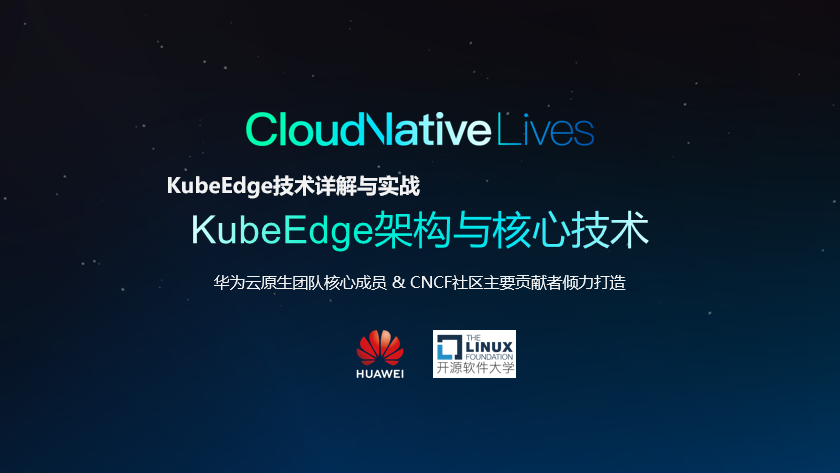 CloudNative Lives
KubeEdge技术详解与实战
KubeEdge架构与核心技术
华为云原生团队核心成员 & CNCF社区主要贡献者倾力打造
HUAWEI
THE
LINUX
FOUNDATION
开源软件大学